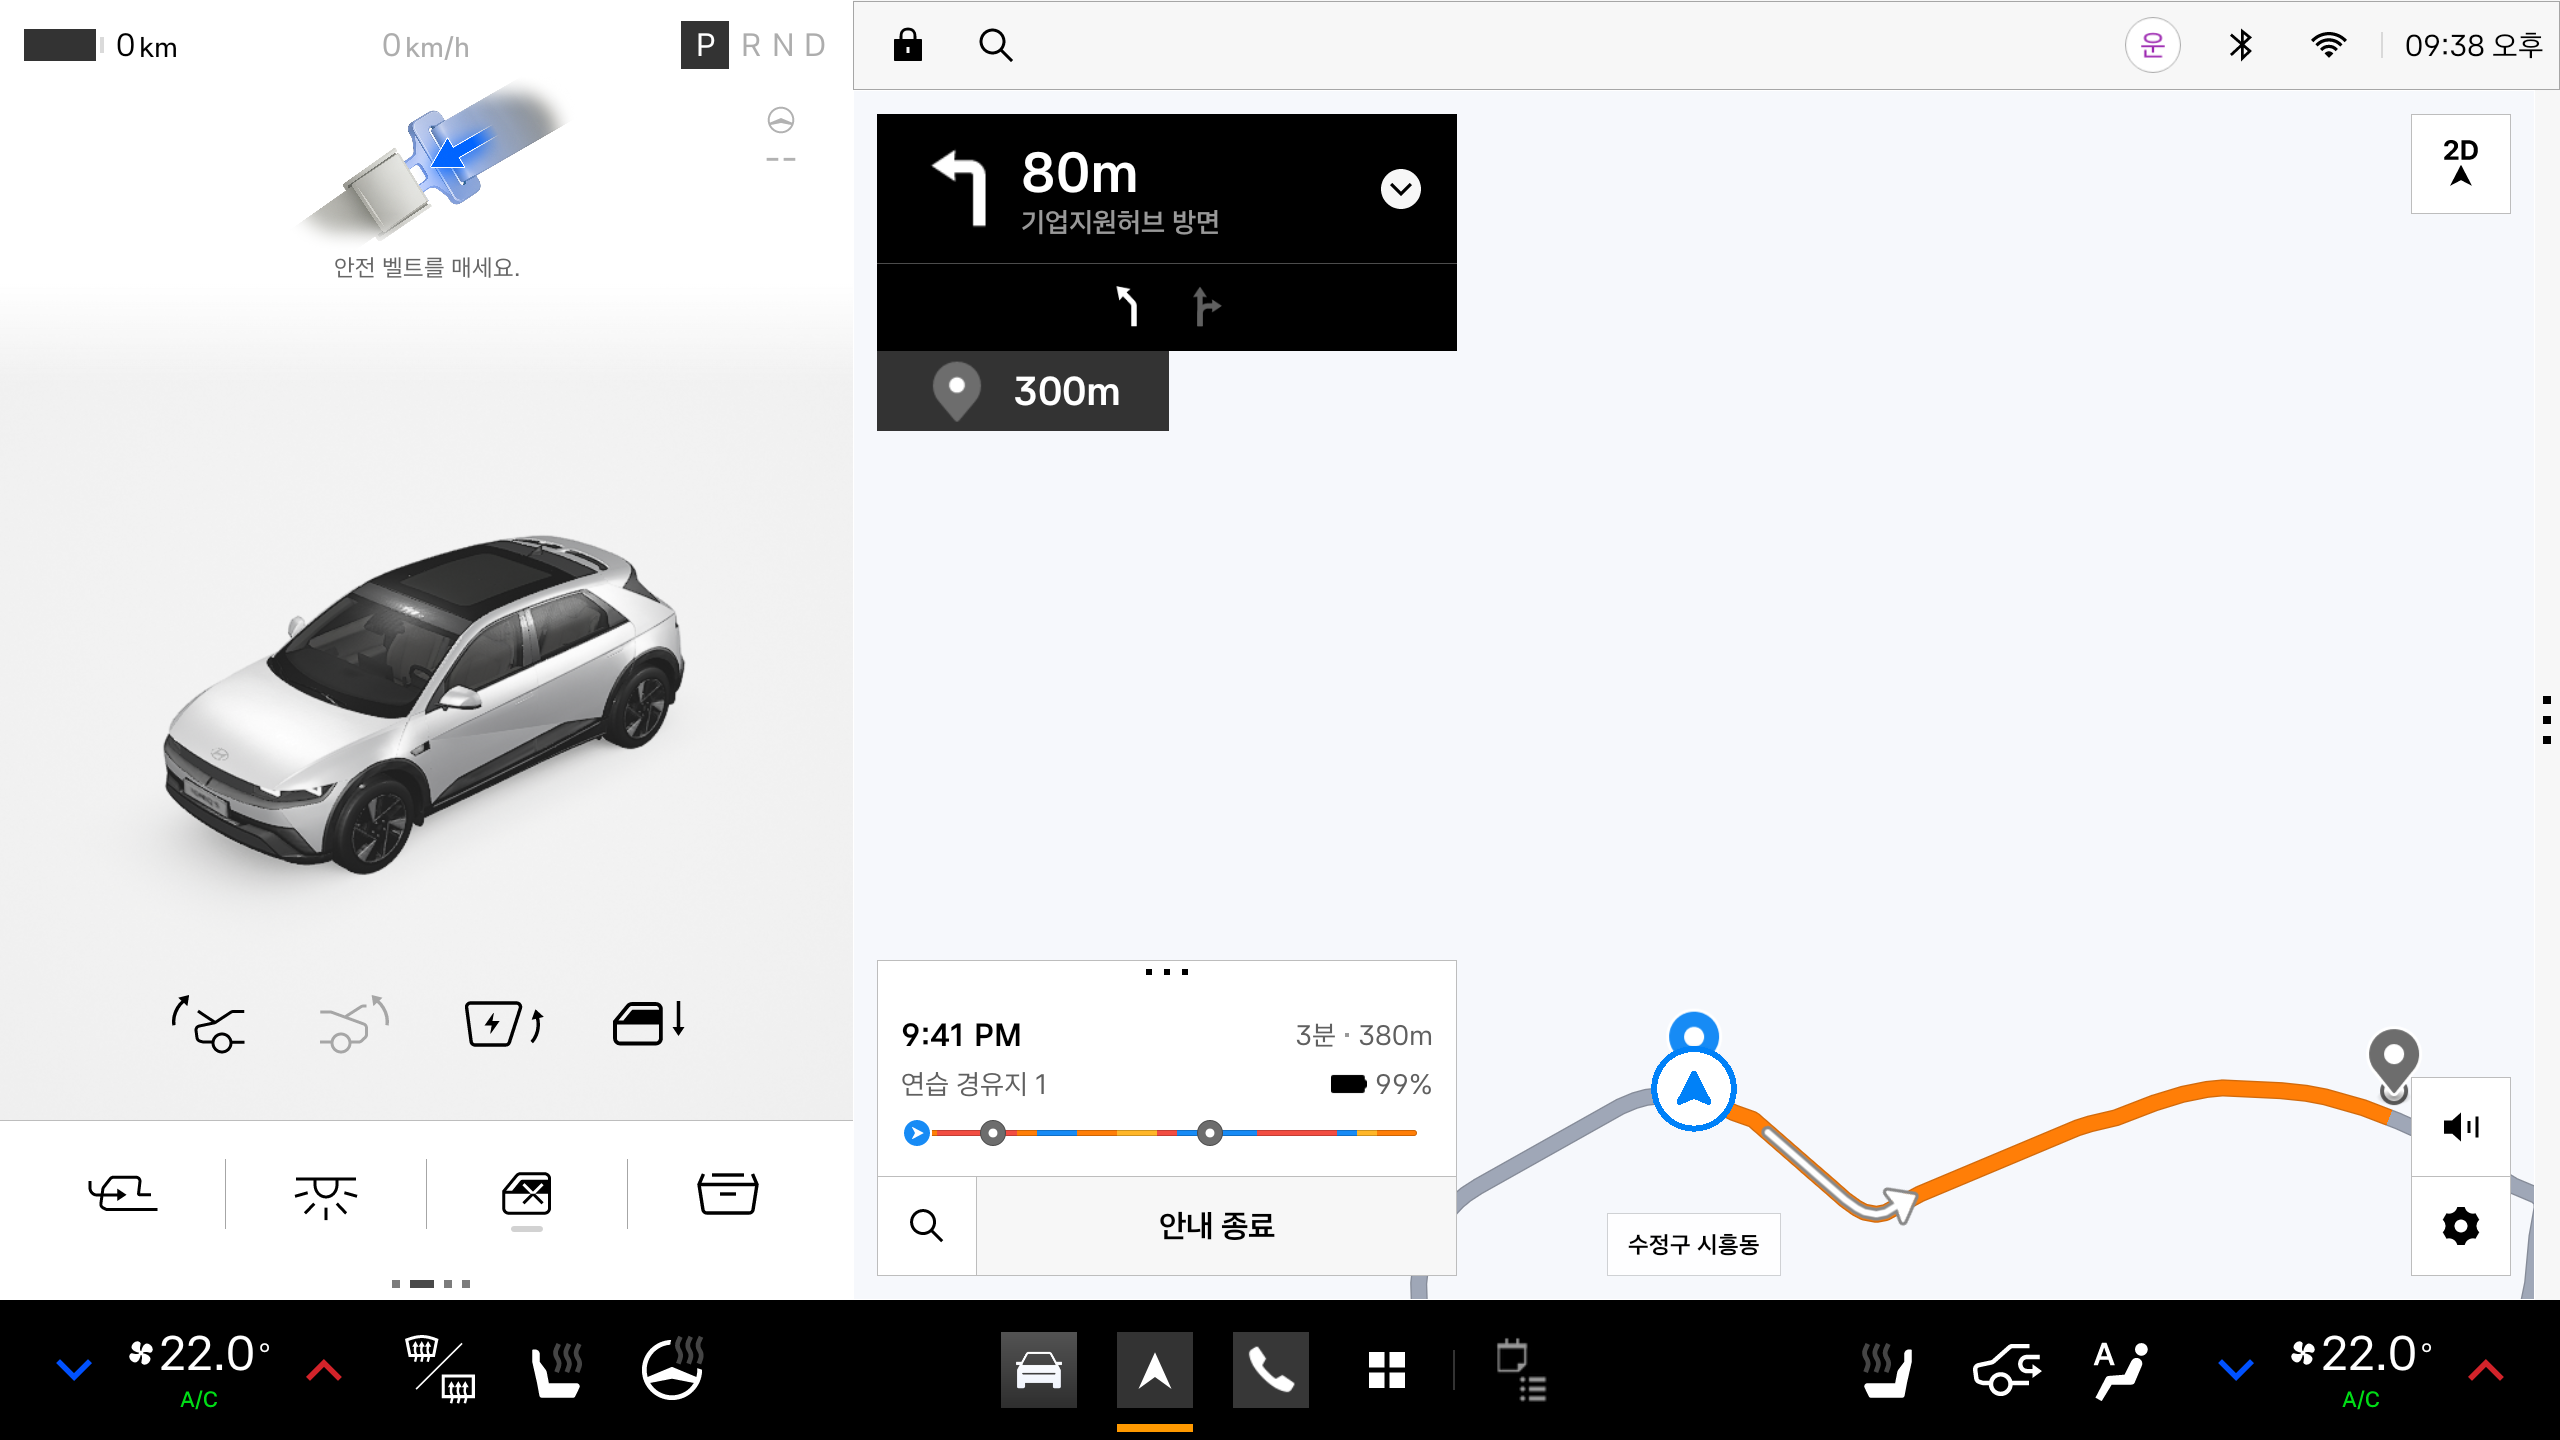 0 km
0 km/h
P R N D
안전 벨트를 매세요.
운
09:38 오후
80m
기업지원허브 방면
300m
2D
9:41 PM
3분 · 380m
연습 경유지 1
99%
안내 종료
수정구 시흥동
22.0°
A/C
A
22.0°
A/C